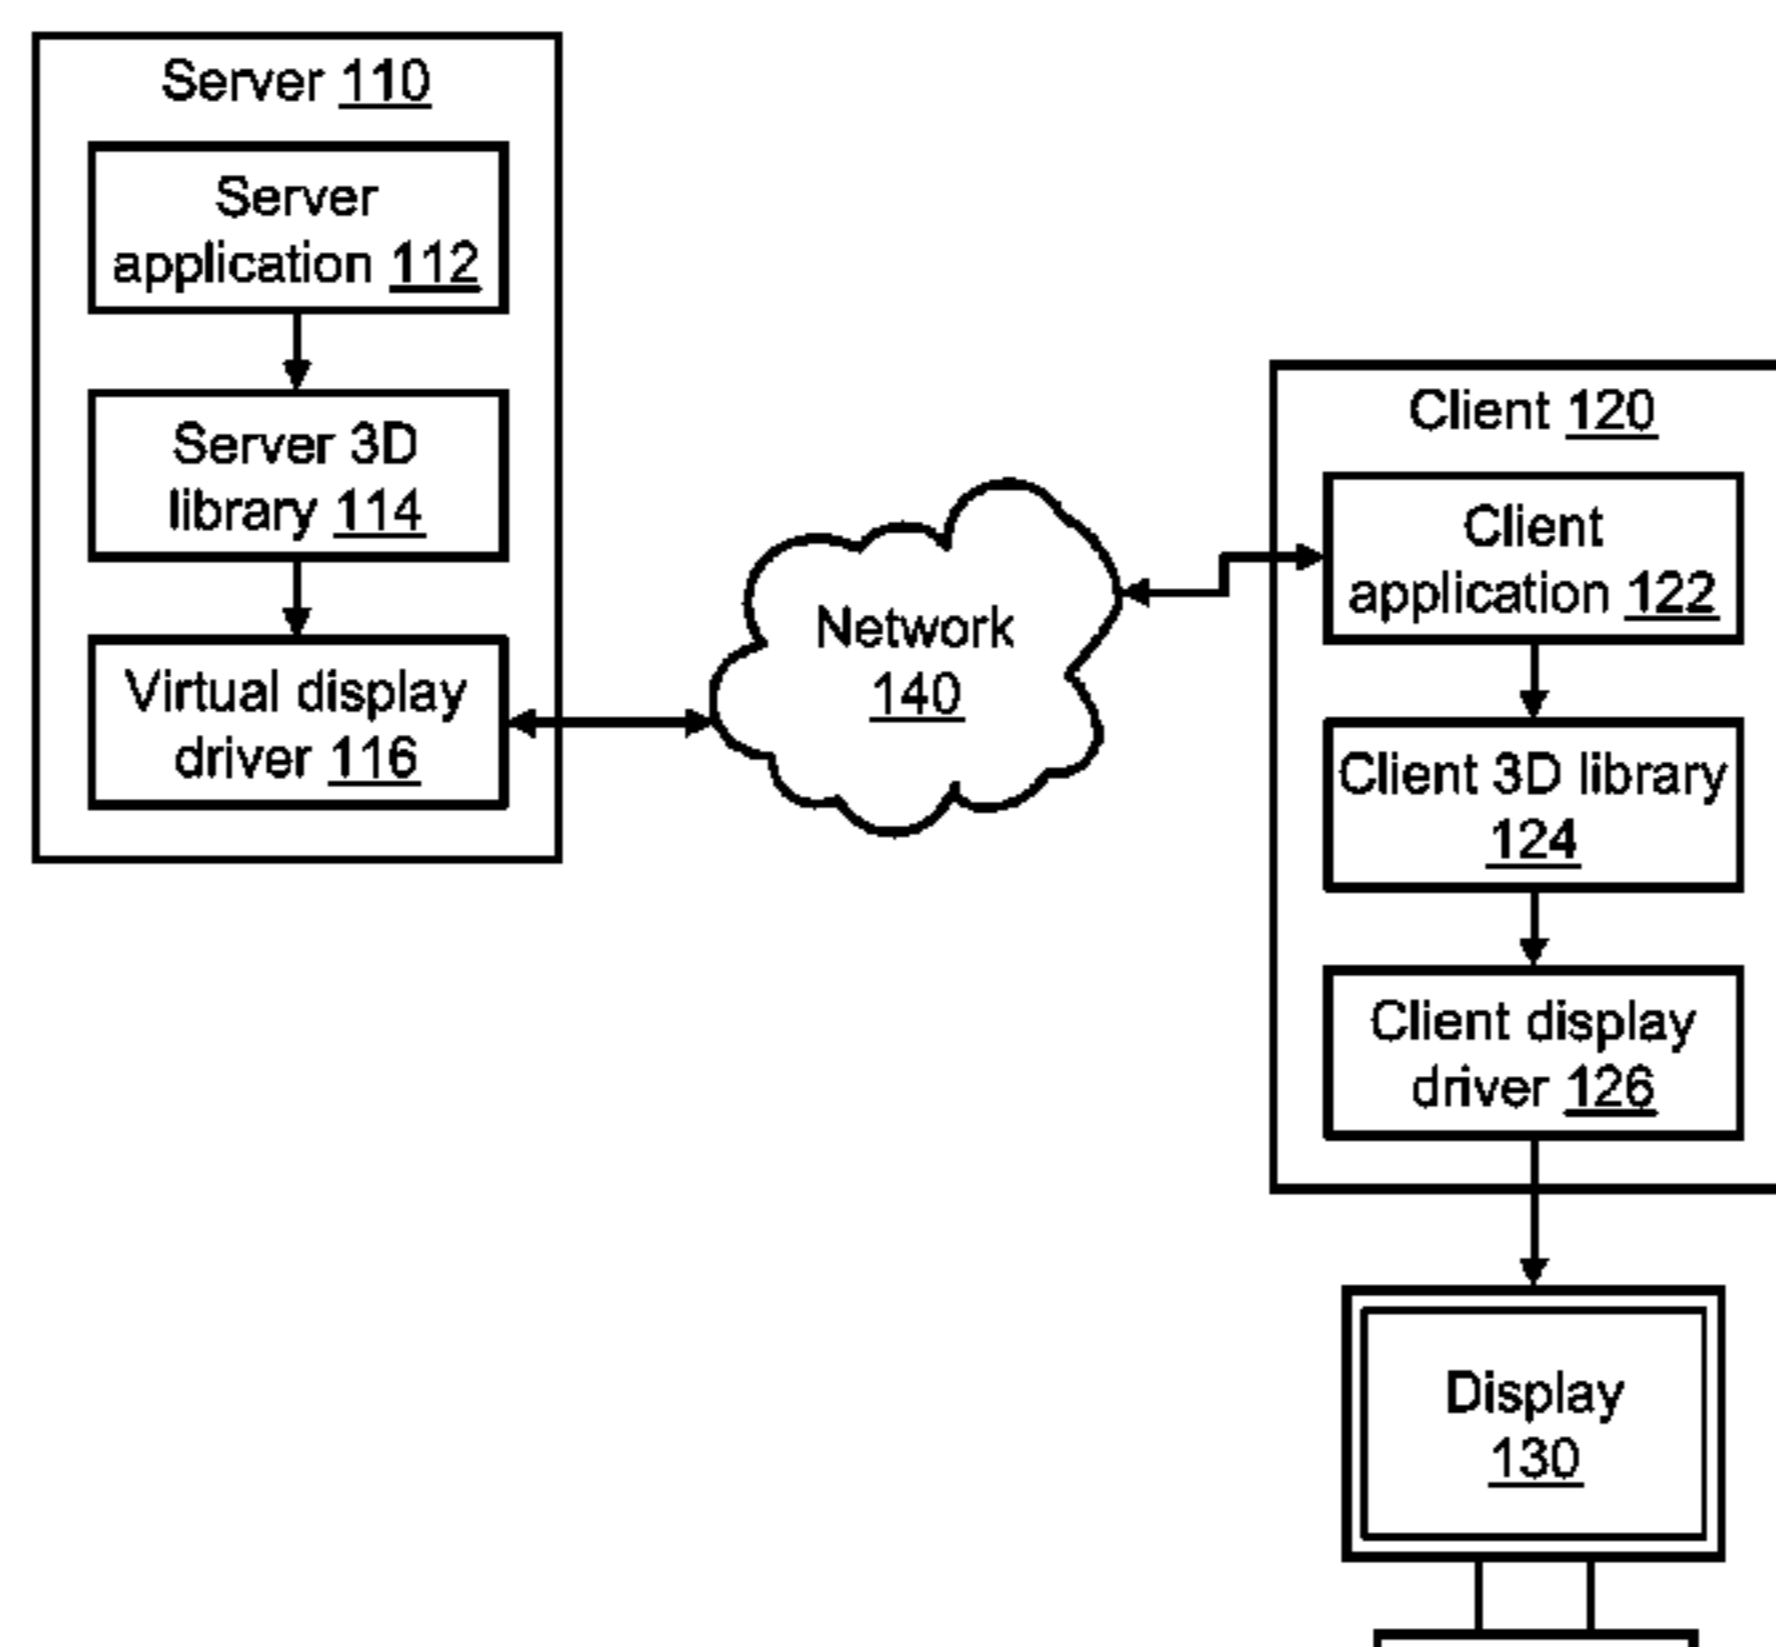 Server 110
Server
application 112
Server 3D
library 114
Virtual display
driver 116
Network
140
Client 120
Client
application 122
Client 3D library
124
Client display
driver 126
Display
130